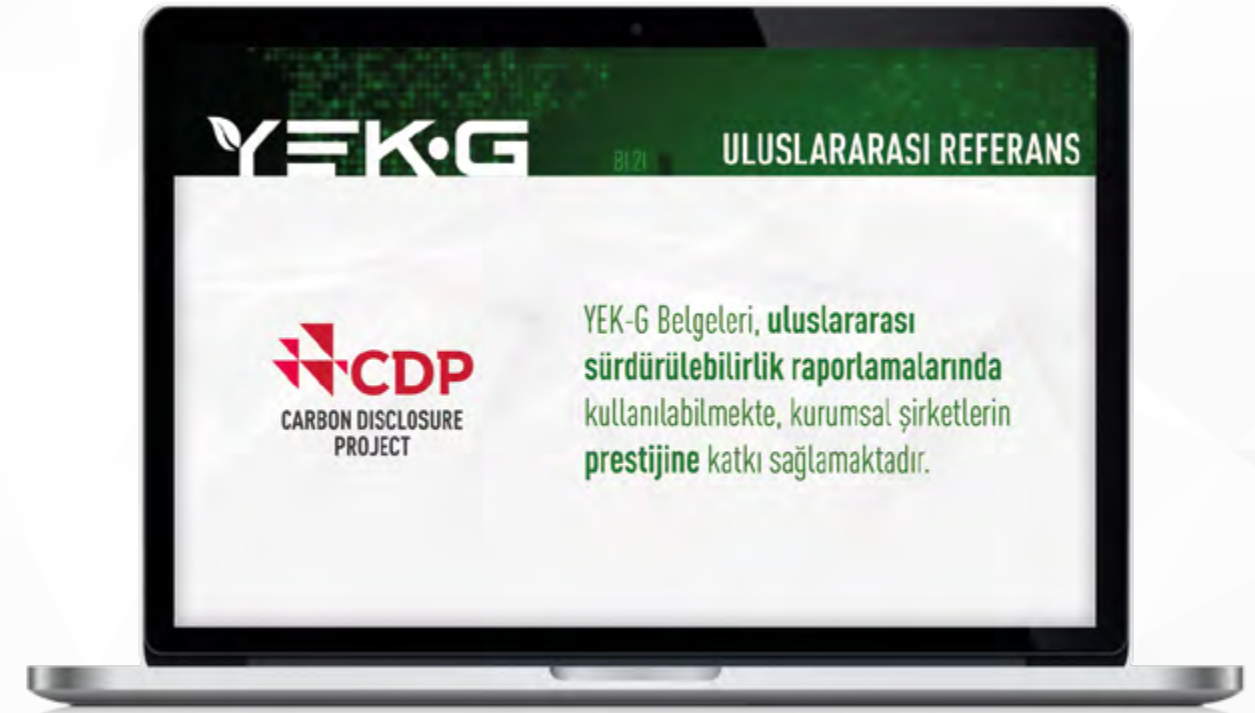 YEK•G
ULUSLARARASI REFERANS
CDP
CARBON DISCLOSURE
PROJECT
YEK-G Belgeleri, uluslararası
sürdürülebilirlik raporlamalarında
kullanılabilmekte, kurumsal şirketlerin
prestijine katkı sağlamaktadır.